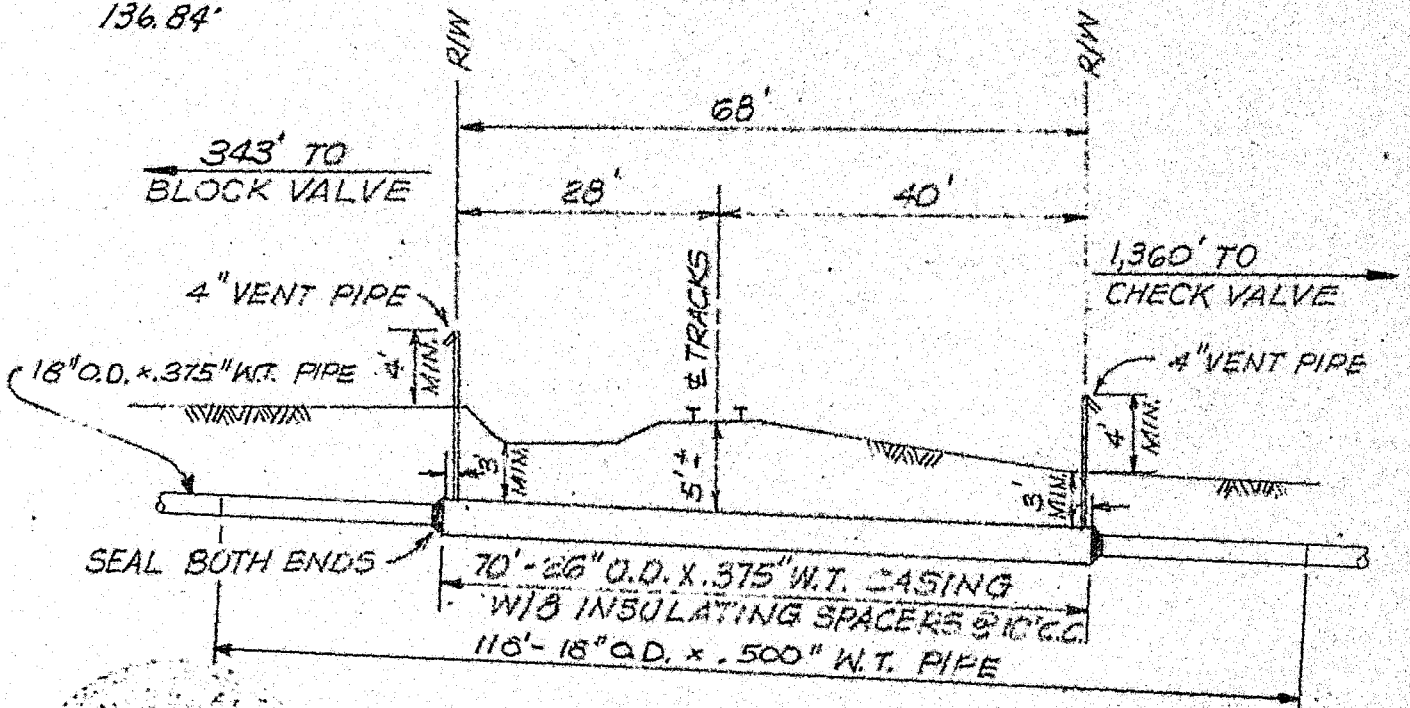 136.84'
R/W
R/W
68'
343' TO
BLOCK VALVE
28'
40'
1,360' TO
CHECK VALVE
4" VENT PIPE
℄ TRACKS
4' MIN.
18" O.D. x .375" W.T. PIPE
4" VENT PIPE
4' MIN.
3' MIN.
5' ±
3' MIN.
SEAL BOTH ENDS
70' - 26" O.D. X .375" W.T. CASING
W/8 INSULATING SPACERS @ 10' C.C.
118' - 18" O.D. x .500" W.T. PIPE